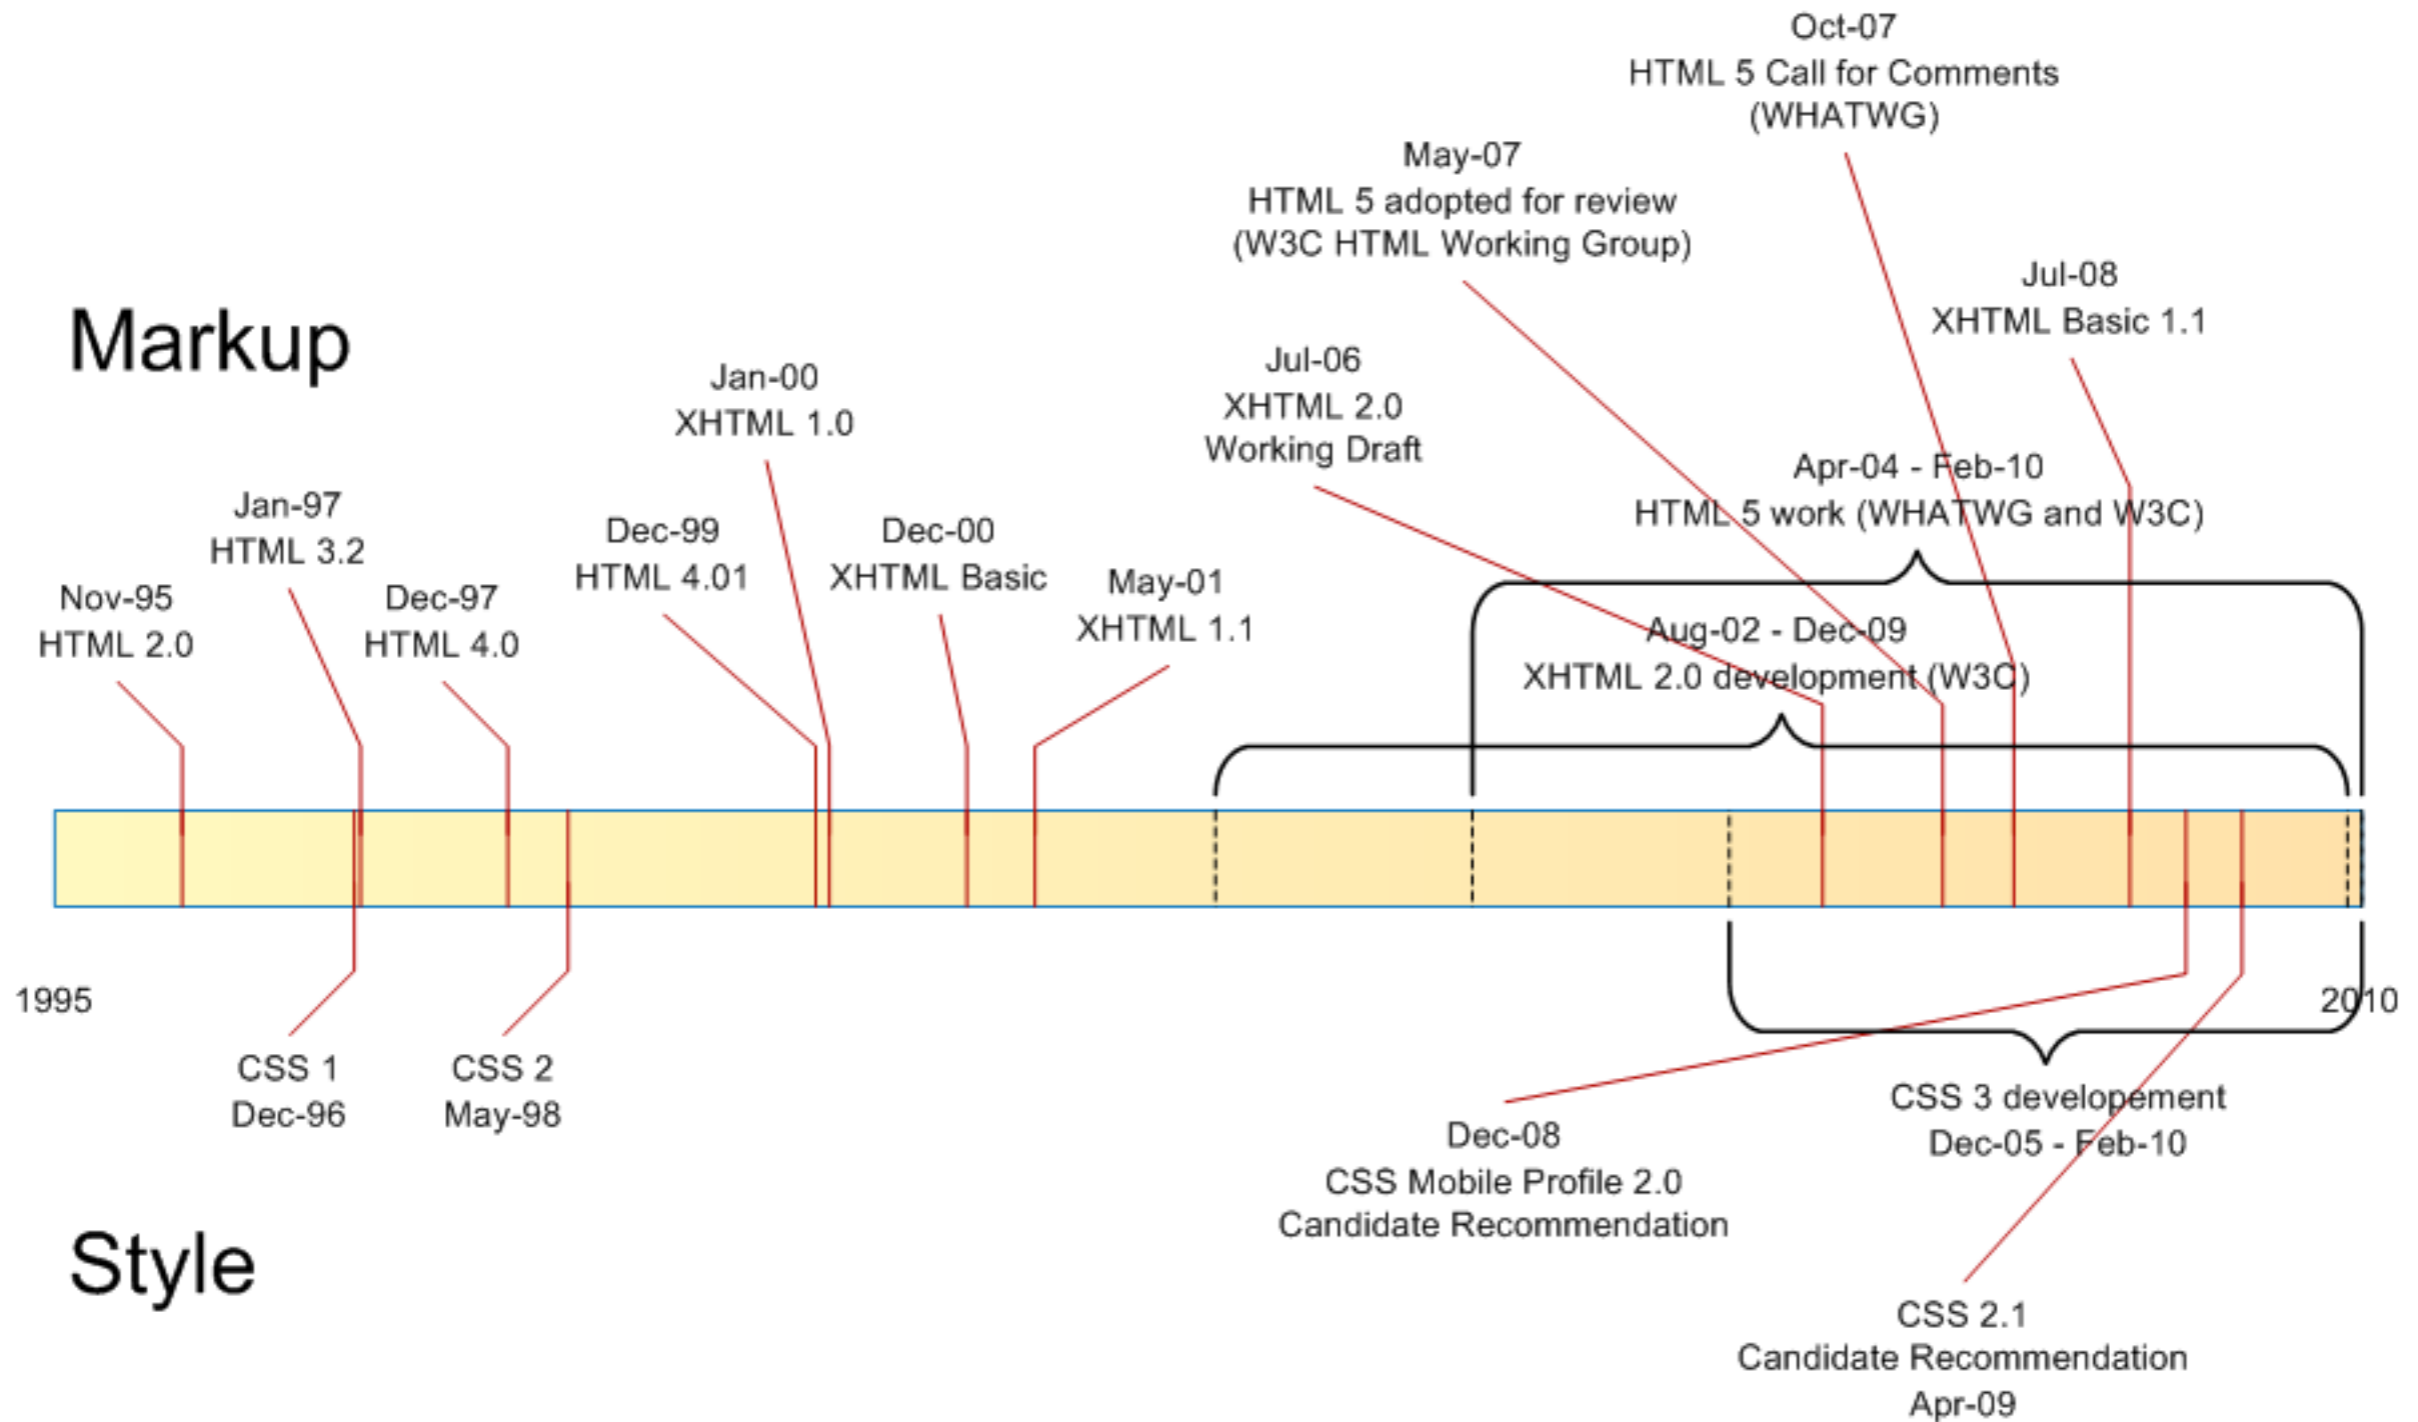 Oct-07
HTML 5 Call for Comments
(WHATWG)
May-07
HTML 5 adopted for review
(W3C HTML Working Group)
Jul-08
XHTML Basic 1.1
Markup
Jul-06
XHTML 2.0
Working Draft
Jan-00
XHTML 1.0
Apr-04 - Feb-10
HTML 5 work (WHATWG and W3C)
Jan-97
HTML 3.2
Dec-99
HTML 4.01
Dec-00
XHTML Basic
May-01
XHTML 1.1
Nov-95
HTML 2.0
Dec-97
HTML 4.0
Aug-02 - Dec-09
XHTML 2.0 development (W3C)
1995
2010
CSS 1
Dec-96
CSS 2
May-98
CSS 3 developement
Dec-05 - Feb-10
Dec-08
CSS Mobile Profile 2.0
Candidate Recommendation
Style
CSS 2.1
Candidate Recommendation
Apr-09